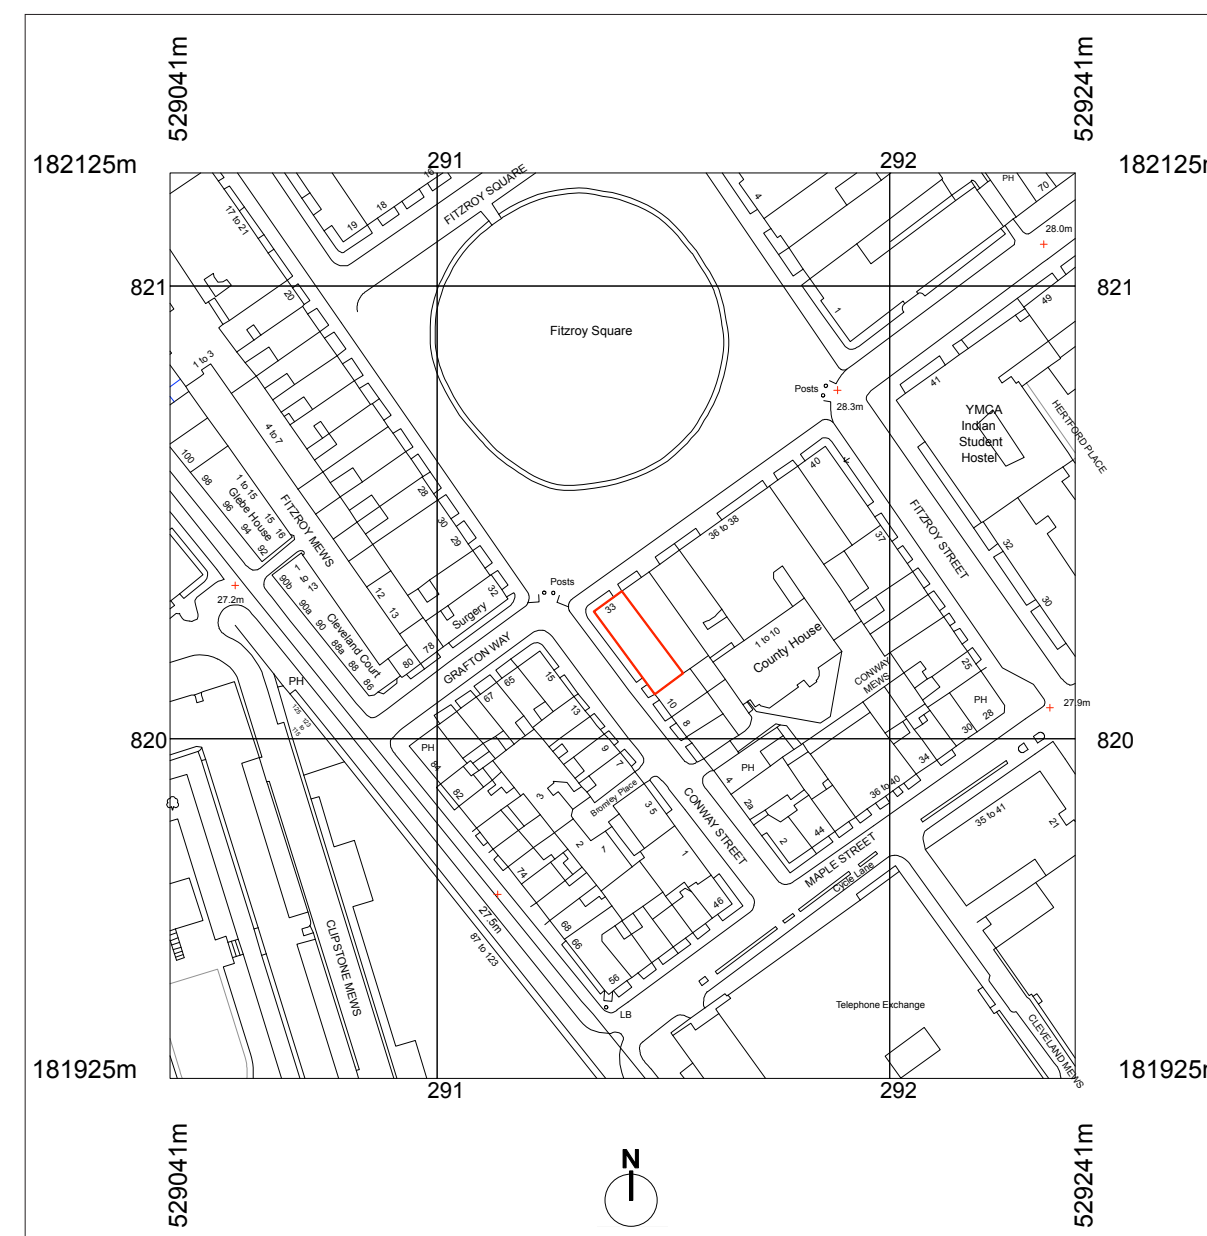 529041m
529241m
182125m
291
292
182125m
FITZROY SQUARE
17 to 21
19
18
16
4
PH
70
28.0m
821
821
20
1
49
Fitzroy Square
1 to 3
41
Posts
28.3m
YMCA
Indian
Student
Hostel
HERTFORD PLACE
4 to 7
100
98
96
94
92
1 to 15
Glebe House
15
16
FITZROY MEWS
28
30
29
32
40
36 to 38
37
FITZROY STREET
32
30
27.2m
1
to
13
90b
90a
90
88a
88
86
Cleveland Court
12
13
80
78
Surgery
Posts
33
GRAFTON WAY
1 to 10
County House
CONWAY
MEWS
25
PH
28
30
34
27.9m
PH
125
67
65
15
13
9
7
10
8
820
820
PH
84
82
3
Bromley Place
3 5
2
7
1
4
2a
PH
2
44
36 to 40
35 to 41
21
CONWAY STREET
MAPLE STREET
Cycle Lane
74
68
66
56
46
27.5m
87 to 123
CLIPSTONE MEWS
LB
Telephone Exchange
CLEVELAND MEWS
181925m
291
292
181925m
529041m
529241m
N